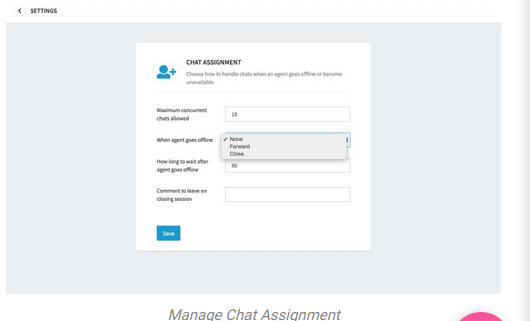 SETTINGS
CHAT ASSIGNMENT
Choose how to handle chats when an agent goes offline or become
unavailable
Maximum concurrent
chats allowed
10
When agent goes offline
✓ None
Forward
Close
How long to wait after
agent goes offline
60
Comment to leave on
closing session
Save
Manage Chat Assignment